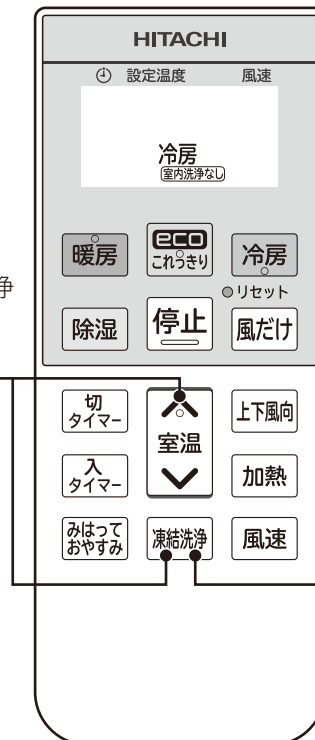 HITACHI
設定温度 風速
冷房
室内洗浄なし
暖房
eco
これっきり
冷房
リセット
浄
除湿
停止
風だけ
切
タイマー
室温
上下風向
入
タイマー
加熱
みはって
おやすみ
凍結洗浄
風速